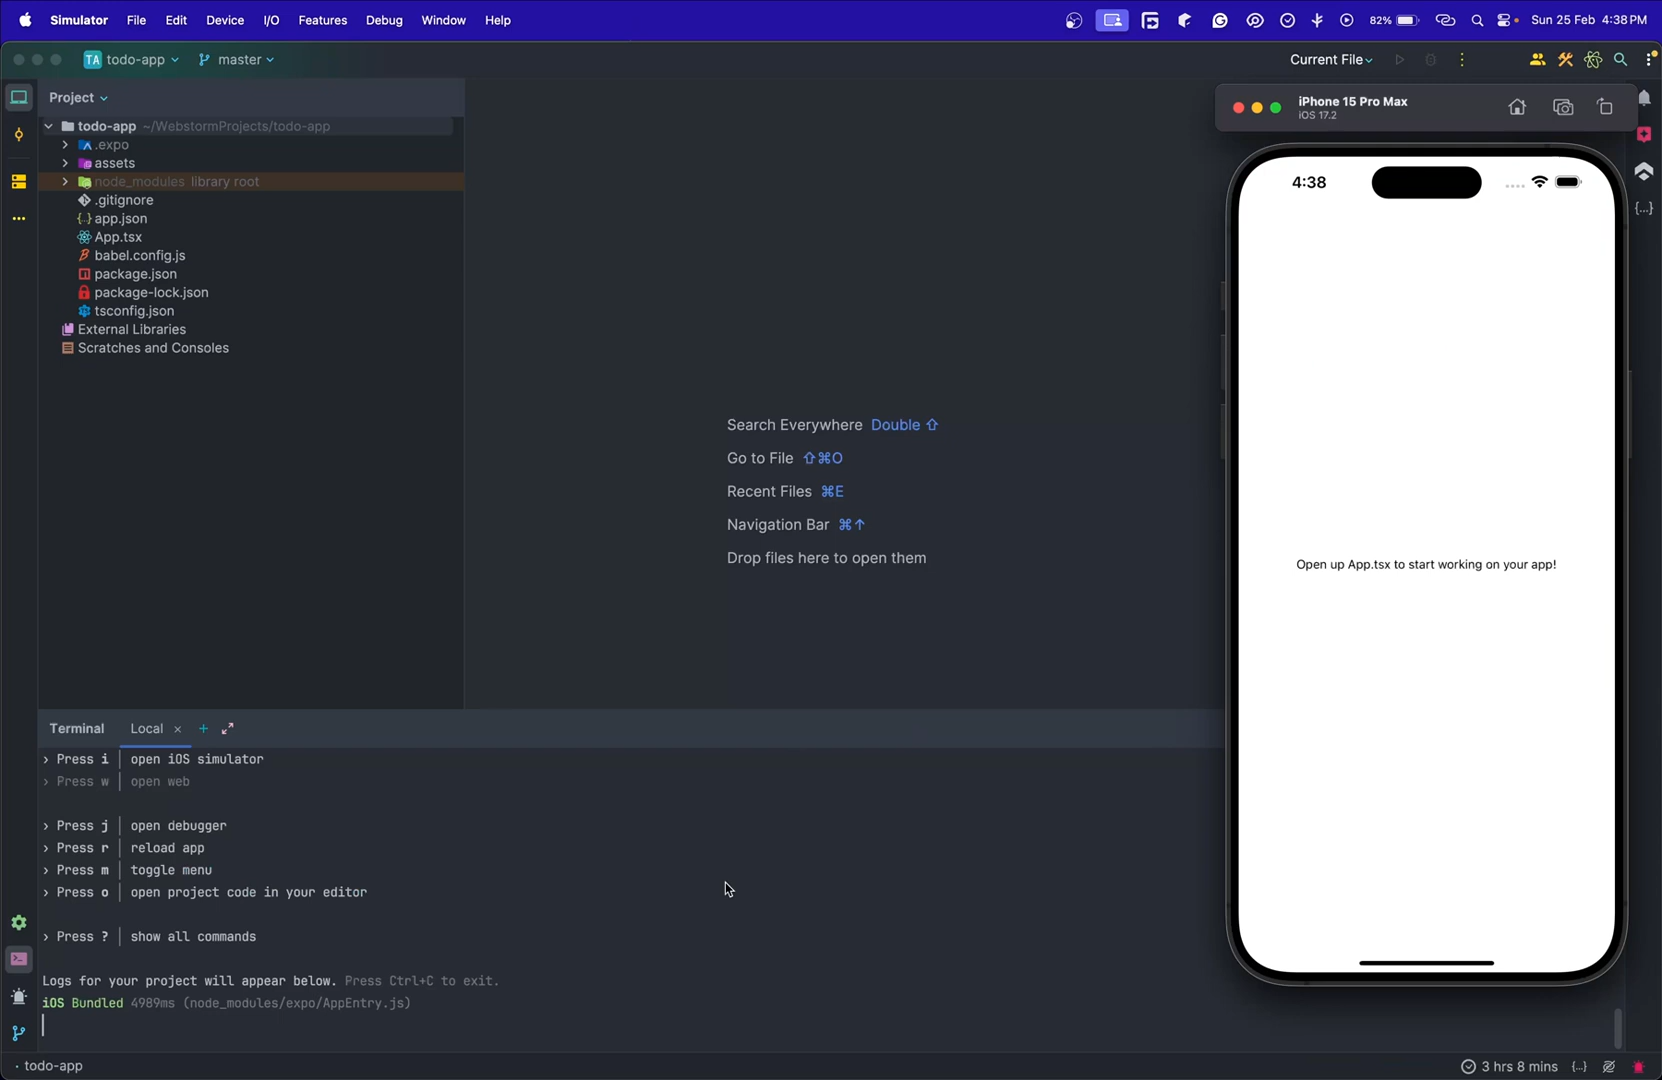 Simulator File Edit Device I/O Features Debug Window Help 82% Sun 25 Feb 4:38 PM
TA todo-app master Current File
Project
todo-app ~/WebstormProjects/todo-app
.expo
assets
node_modules library root
.gitignore
app.json
App.tsx
babel.config.js
package.json
package-lock.json
tsconfig.json
External Libraries
Scratches and Consoles
Search Everywhere Double ⇧
Go to File ⇧⌘O
Recent Files ⌘E
Navigation Bar ⌘↑
Drop files here to open them
iPhone 15 Pro Max
iOS 17.2
4:38
Open up App.tsx to start working on your app!
Terminal Local × +
› Press i │ open iOS simulator
› Press w │ open web
› Press j │ open debugger
› Press r │ reload app
› Press m │ toggle menu
› Press o │ open project code in your editor
› Press ? │ show all commands
Logs for your project will appear below. Press Ctrl+C to exit.
iOS Bundled 4989ms (node_modules/expo/AppEntry.js)
todo-app 3 hrs 8 mins {...}